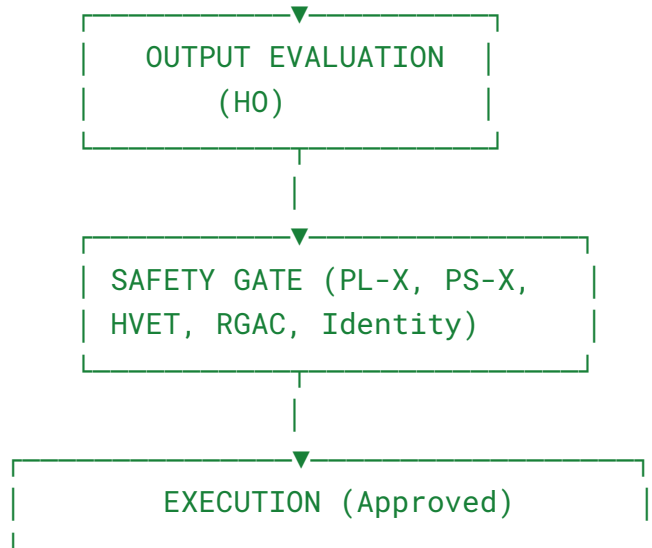 OUTPUT EVALUATION
(HO)
SAFETY GATE (PL-X, PS-X,
HVET, RGAC, Identity)
EXECUTION (Approved)